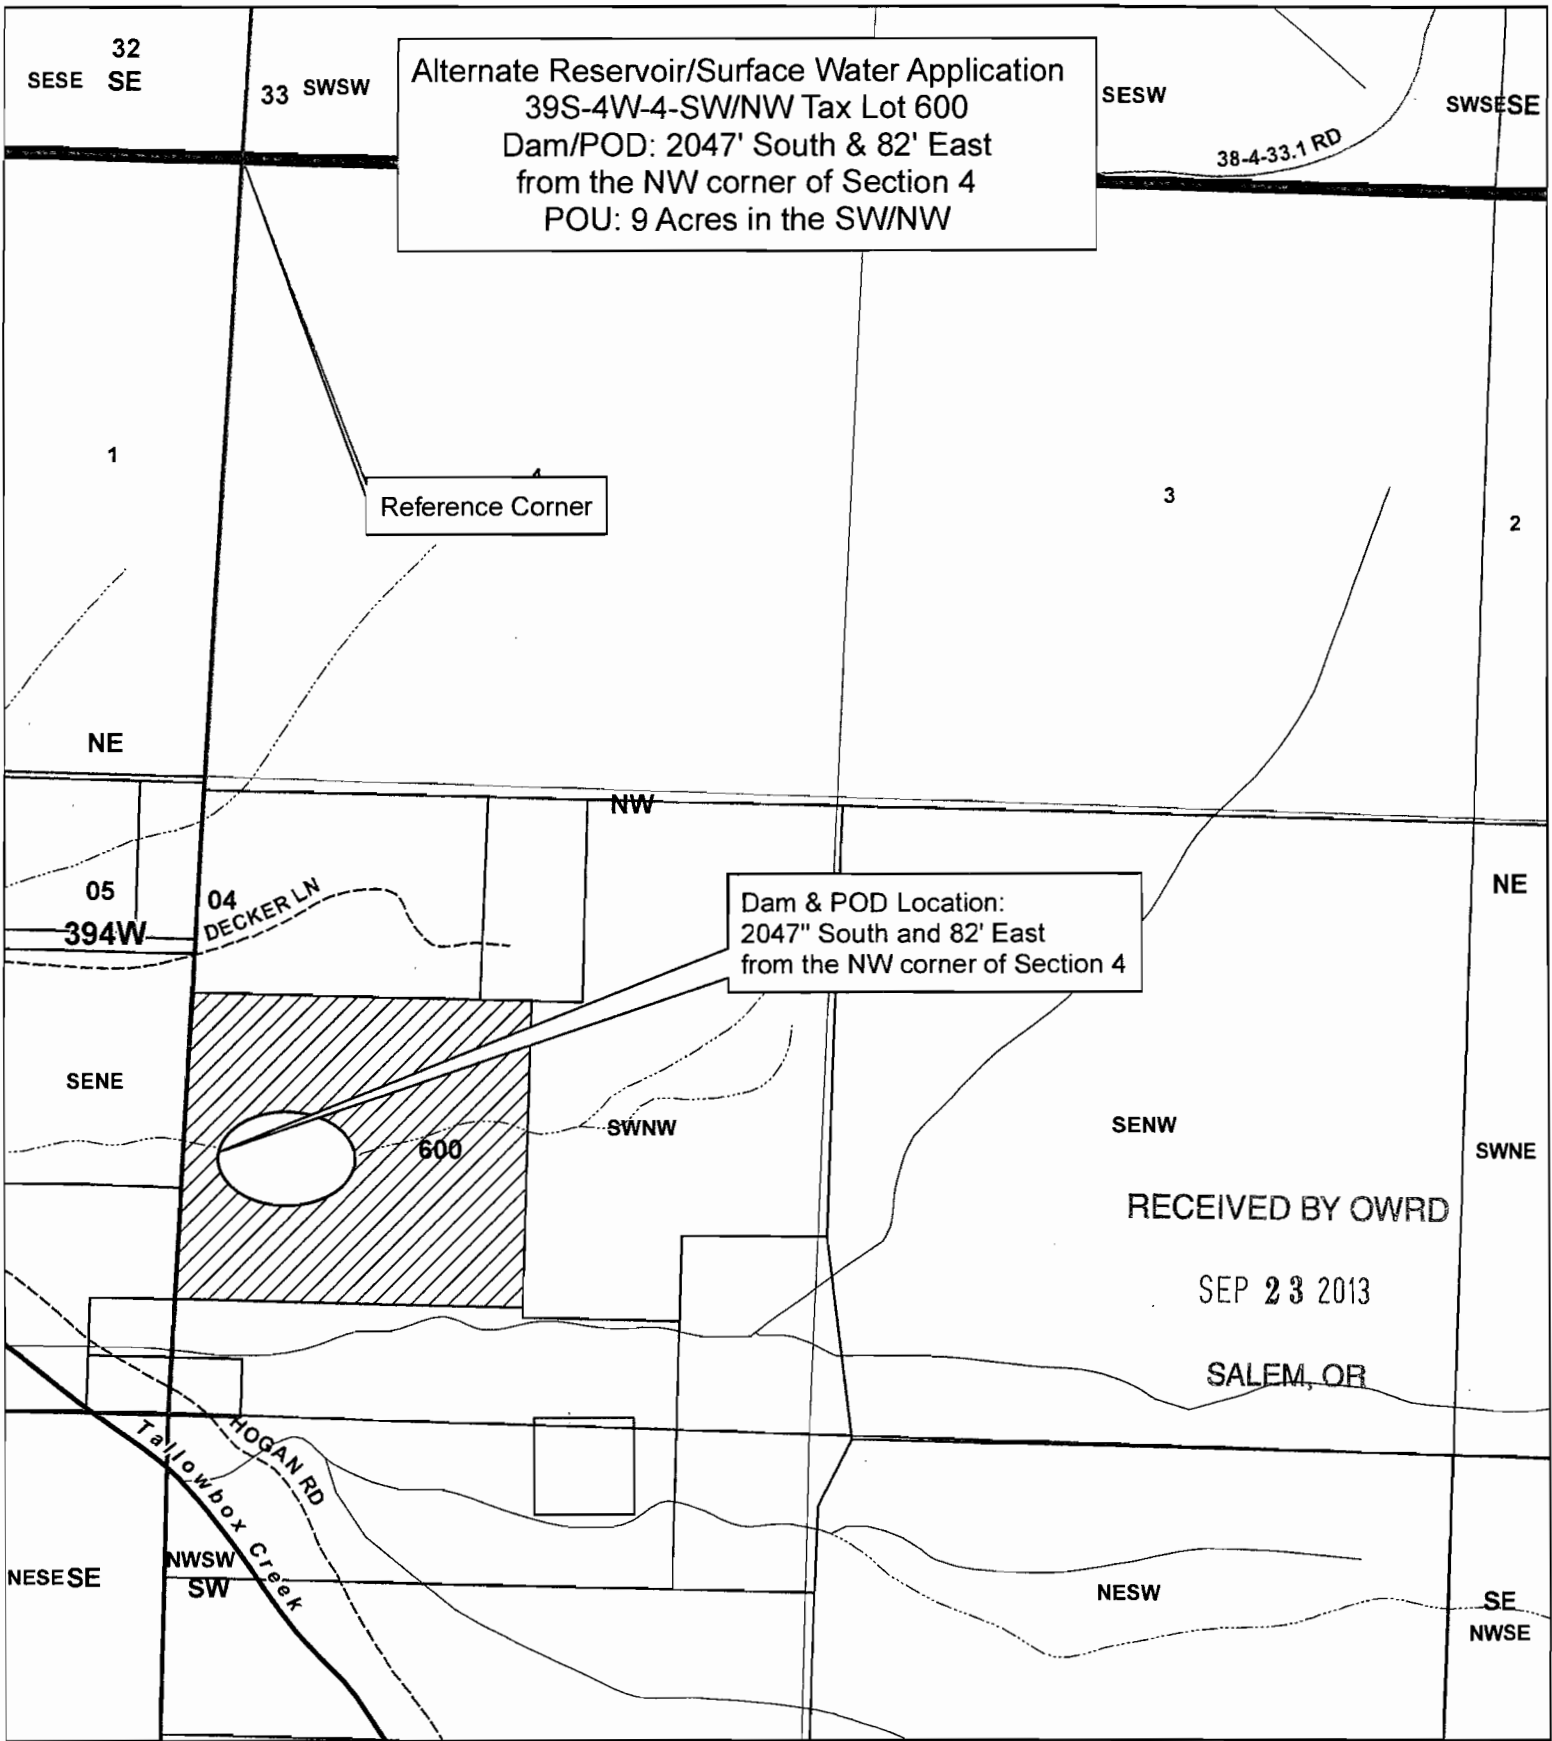 32
SESE SE
33 SWSW
Alternate Reservoir/Surface Water Application
39S-4W-4-SW/NW Tax Lot 600
Dam/POD: 2047' South & 82' East
from the NW corner of Section 4
POU: 9 Acres in the SW/NW
SESW
SWSESE
38-4-33.1 RD
1
4
Reference Corner
3
2
NE
NW
05
04
394W
DECKER LN
NE
Dam & POD Location:
2047" South and 82' East
from the NW corner of Section 4
SENE
600
SWNW
SENW
SWNE
RECEIVED BY OWRD
SEP 23 2013
SALEM, OR
Tallowbox Creek
HOGAN RD
NESE SE
NWSW
SW
NESW
SE
NWSE